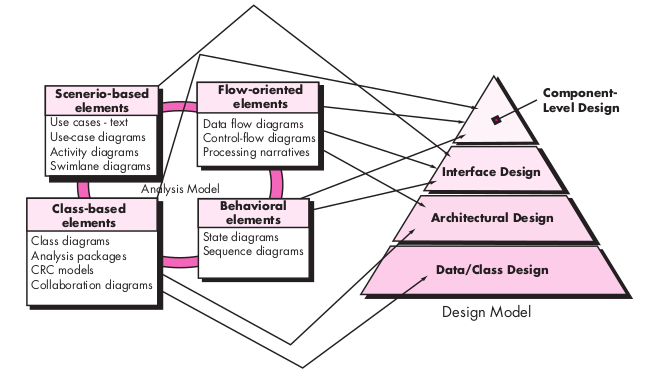 Scenerio-based
elements
Use cases - text
Use-case diagrams
Activity diagrams
Swimlane diagrams
Flow-oriented
elements
Data flow diagrams
Control-flow diagrams
Processing narratives
Component-
Level Design
Analysis Model
Interface Design
Class-based
elements
Class diagrams
Analysis packages
CRC models
Collaboration diagrams
Behavioral
elements
State diagrams
Sequence diagrams
Architectural Design
Data/Class Design
Design Model